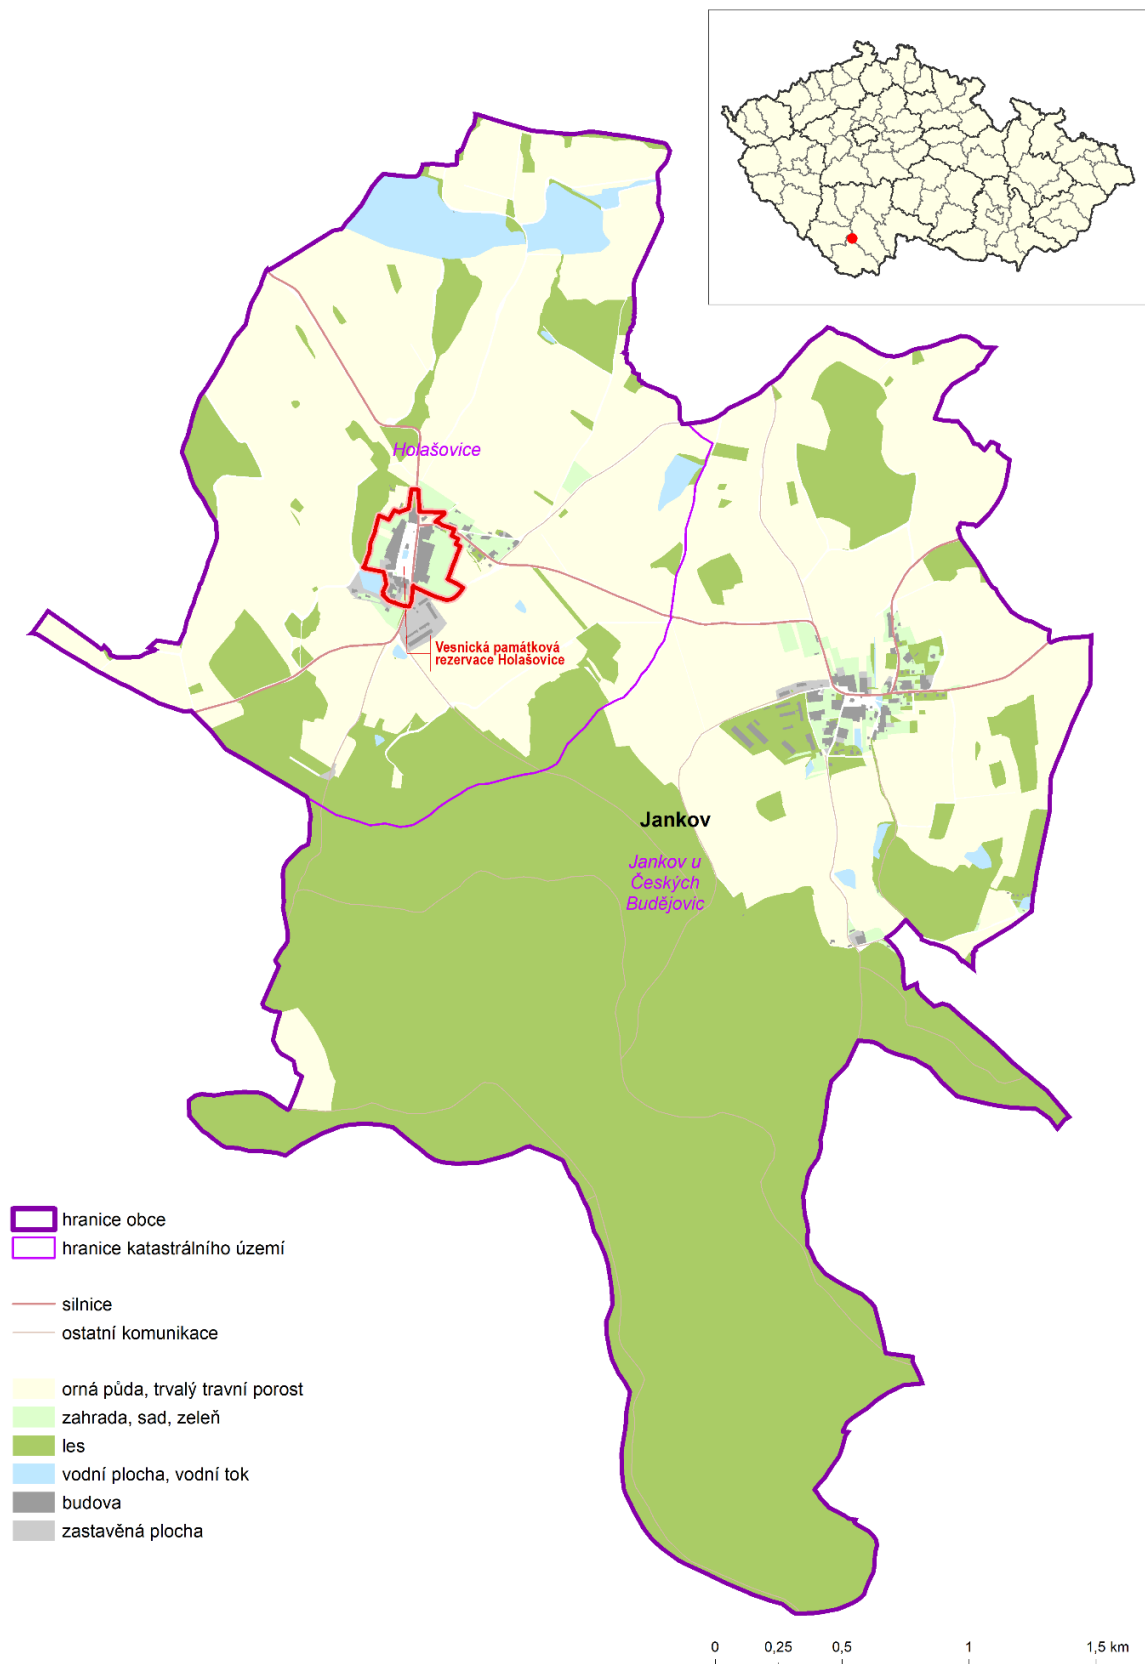 Holašovice
Vesnická památková
rezervace Holašovice
Jankov
Jankov u
Českých
Budějovic
hranice obce
hranice katastrálního území
silnice
ostatní komunikace
orná půda, trvalý travní porost
zahrada, sad, zeleň
les
vodní plocha, vodní tok
budova
zastavěná plocha
0 0,25 0,5 1 1,5 km